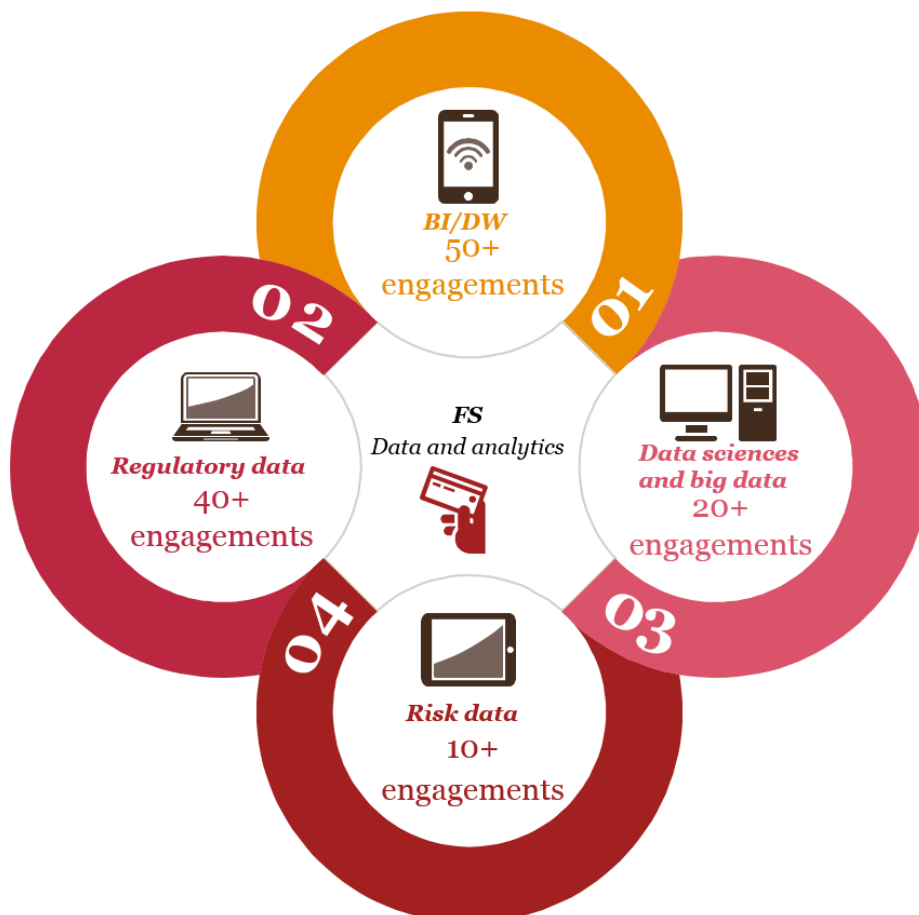 BI/DW
50+
engagements
01
02
Regulatory data
40+
engagements
FS
Data and analytics
Data sciences
and big data
20+
engagements
03
04
Risk data
10+
engagements